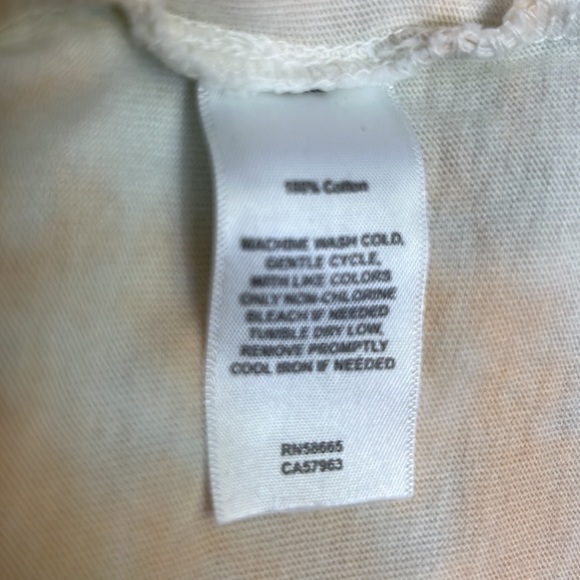 100% Cotton
MACHINE WASH COLD,
GENTLE CYCLE,
WITH LIKE COLORS
ONLY NON-CHLORINE
BLEACH IF NEEDED
TUMBLE DRY LOW,
REMOVE PROMPTLY
COOL IRON IF NEEDED
RN58665
CA57963